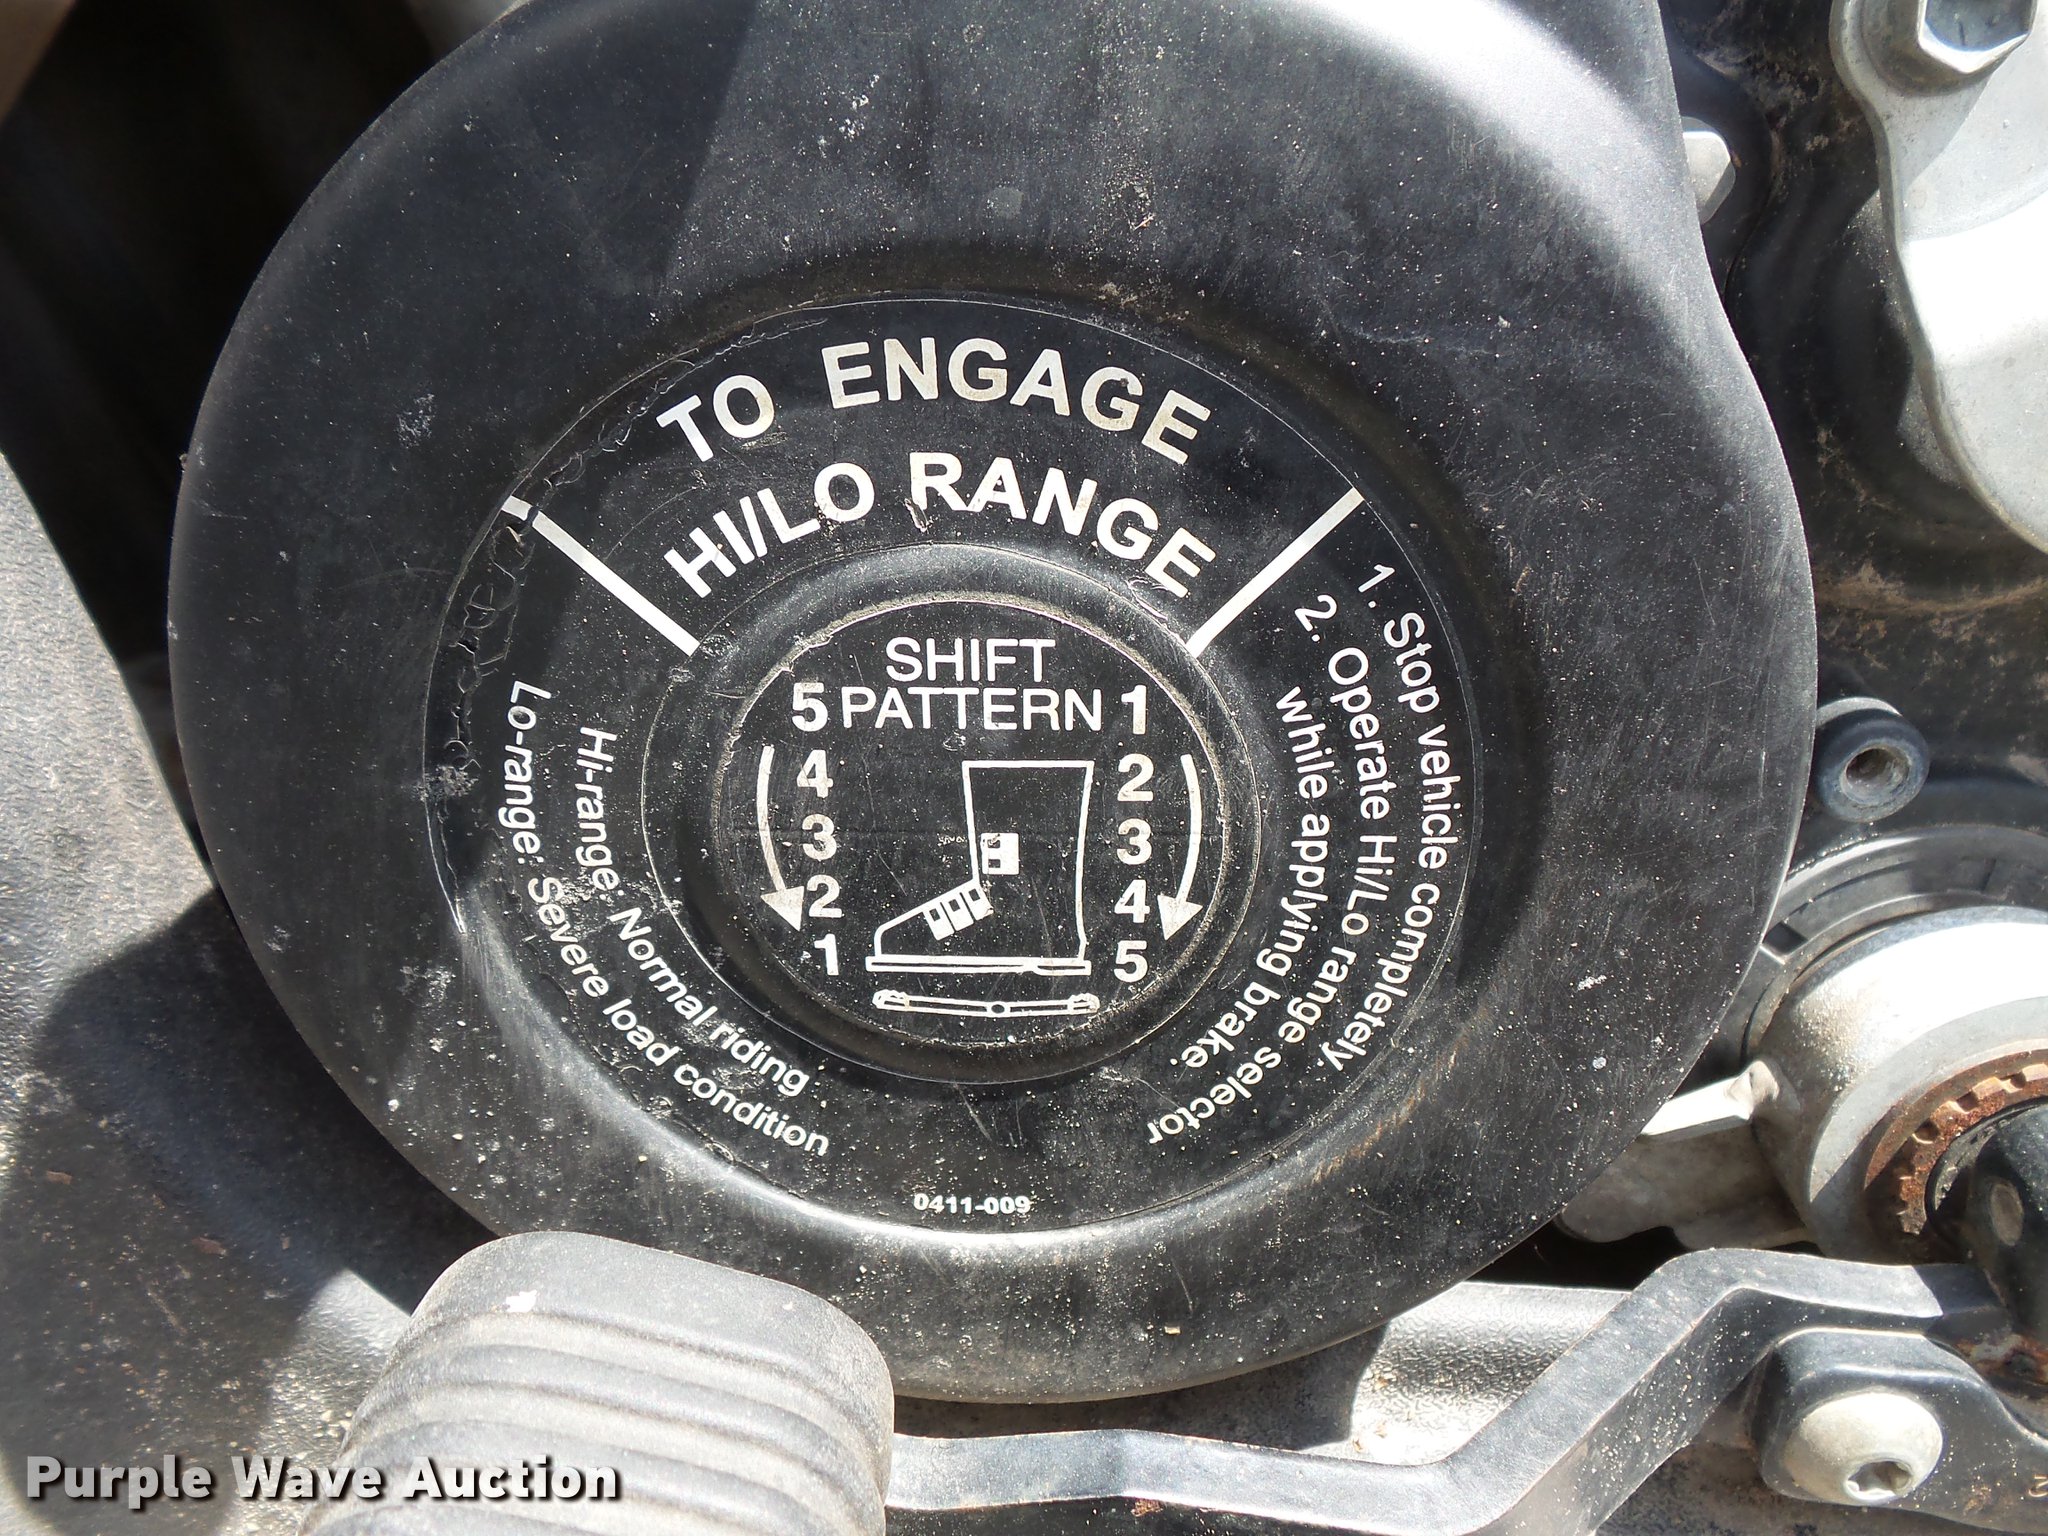 TO ENGAGE
HI/LO RANGE
1. Stop vehicle completely.
2. Operate Hi/Lo range selector
while applying brake.
SHIFT
PATTERN
5
4
3
2
1
1
2
3
4
5
Hi-range: Normal riding
Lo-range: Severe load condition
0411-009
Purple Wave Auction